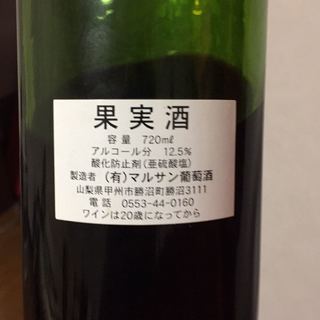 果実酒
容量 720mℓ
アルコール分 12.5%
酸化防止剤(亜硫酸塩)
製造者 (有)マルサン葡萄酒
山梨県甲州市勝沼町勝沼3111
電話 0553-44-0160
ワインは20歳になってから